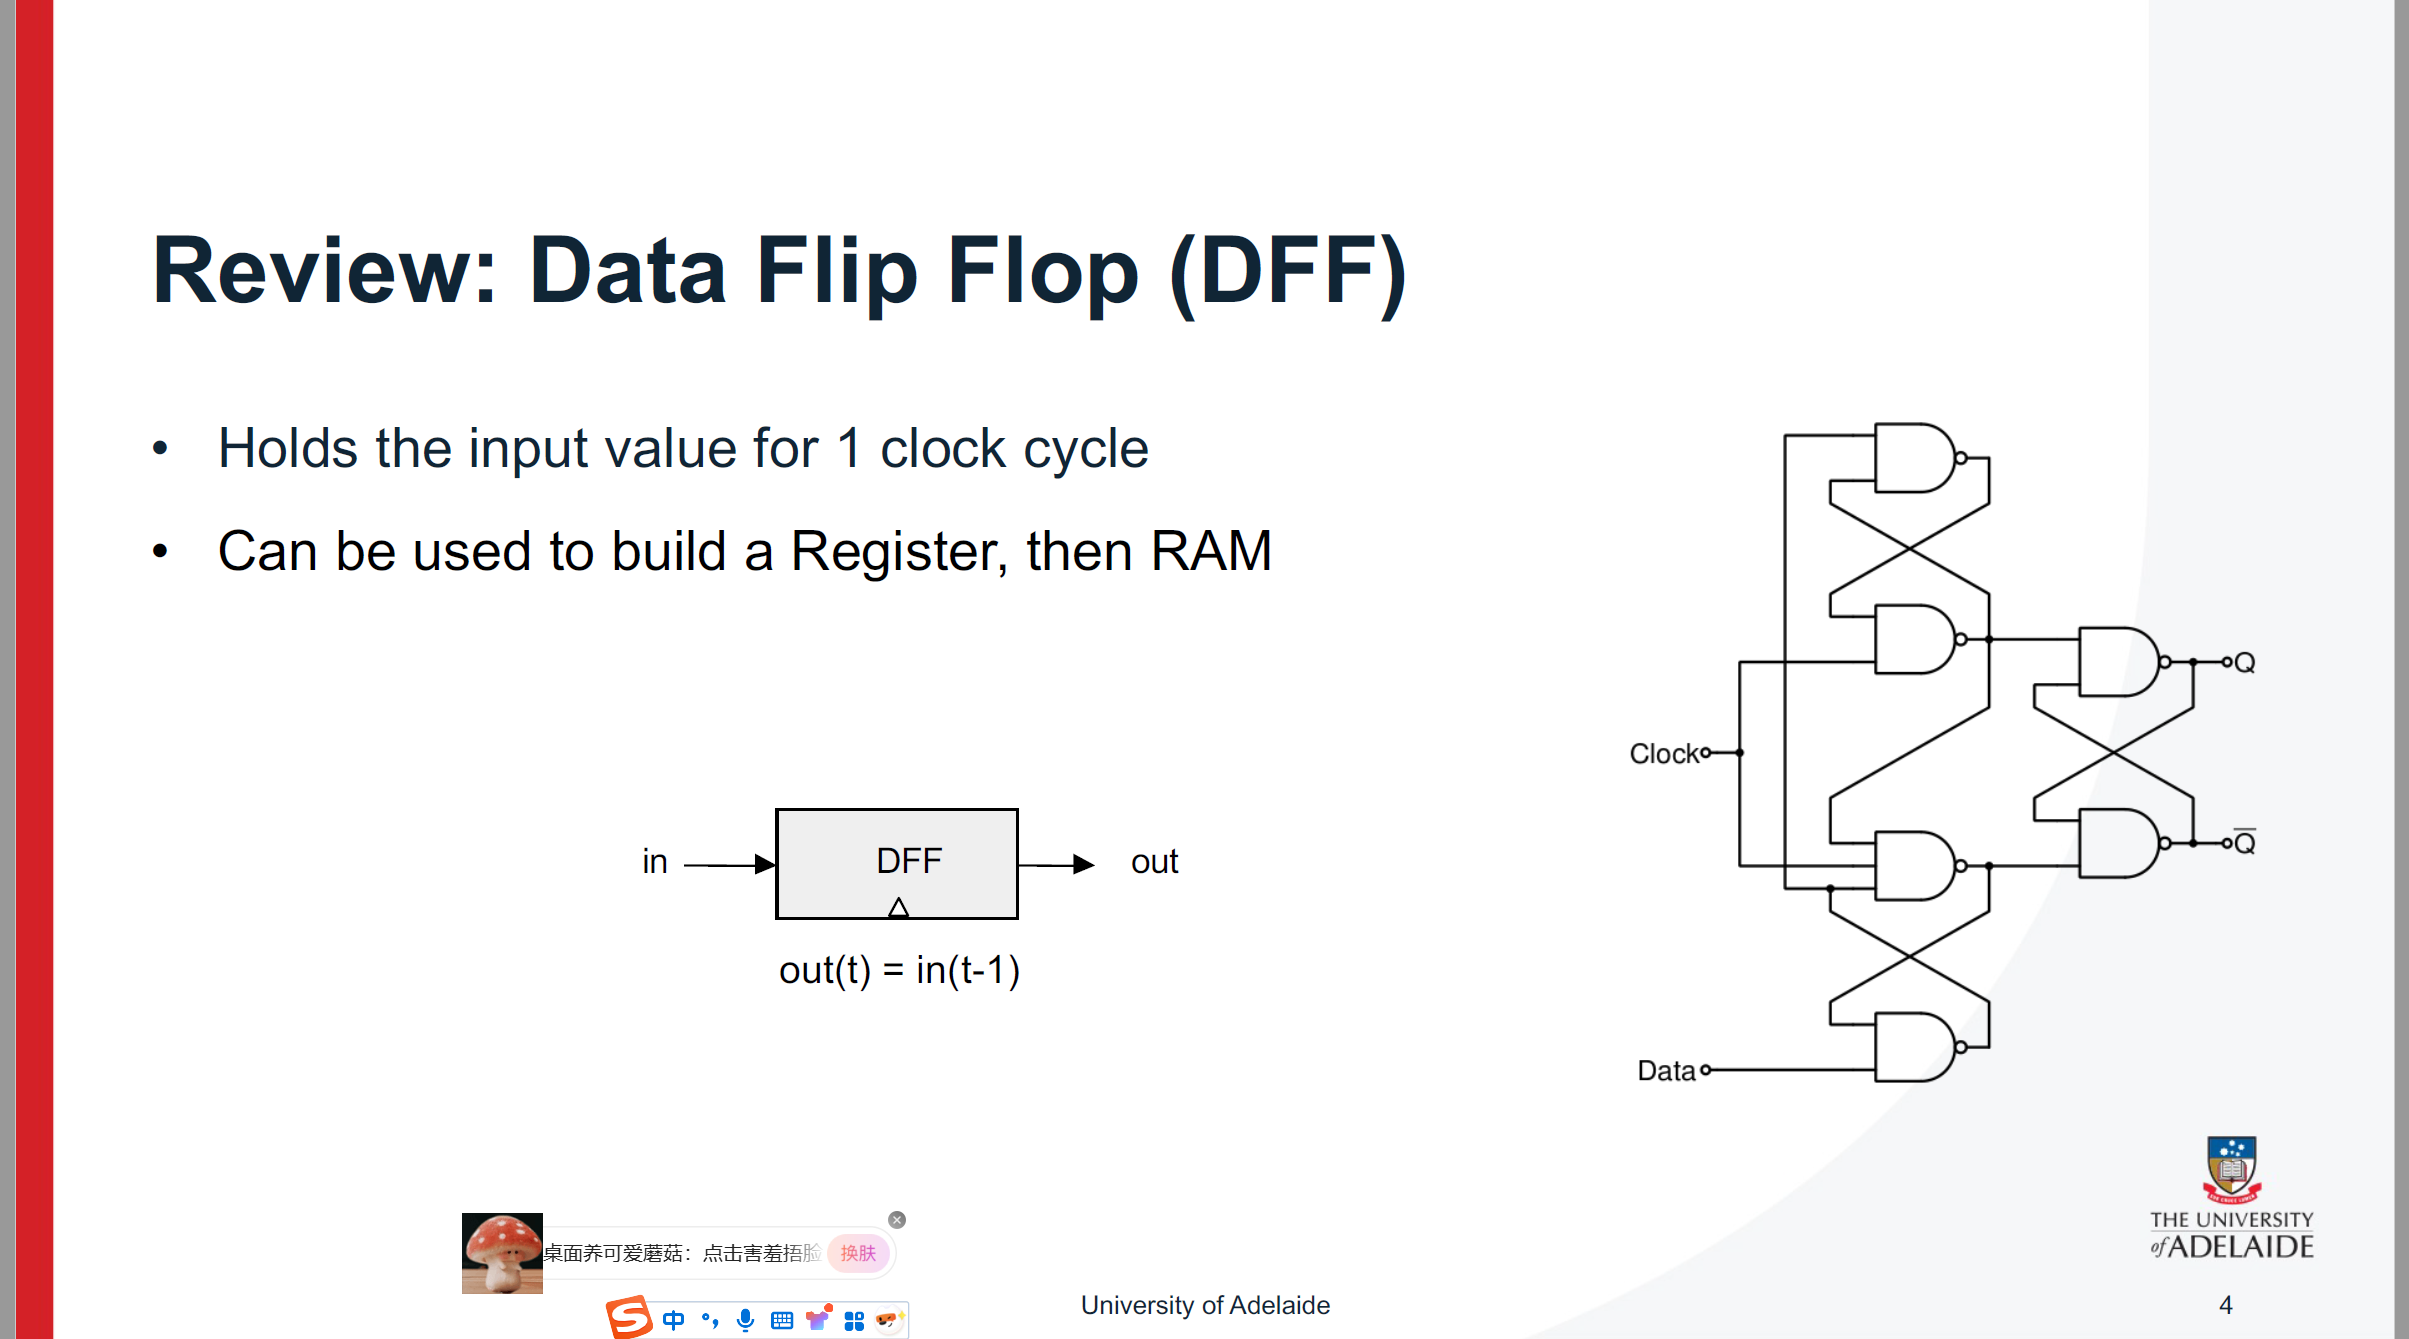 Review: Data Flip Flop (DFF)
• Holds the input value for 1 clock cycle
• Can be used to build a Register, then RAM
in
DFF
out
out(t) = in(t-1)
Clock
Data
Q
Q̅
THE UNIVERSITY
of ADELAIDE
桌面养可爱蘑菇：点击害羞捂脸
换肤
中
University of Adelaide
4